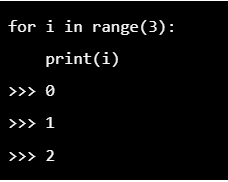 for i in range(3):
    print(i)
>>> 0
>>> 1
>>> 2